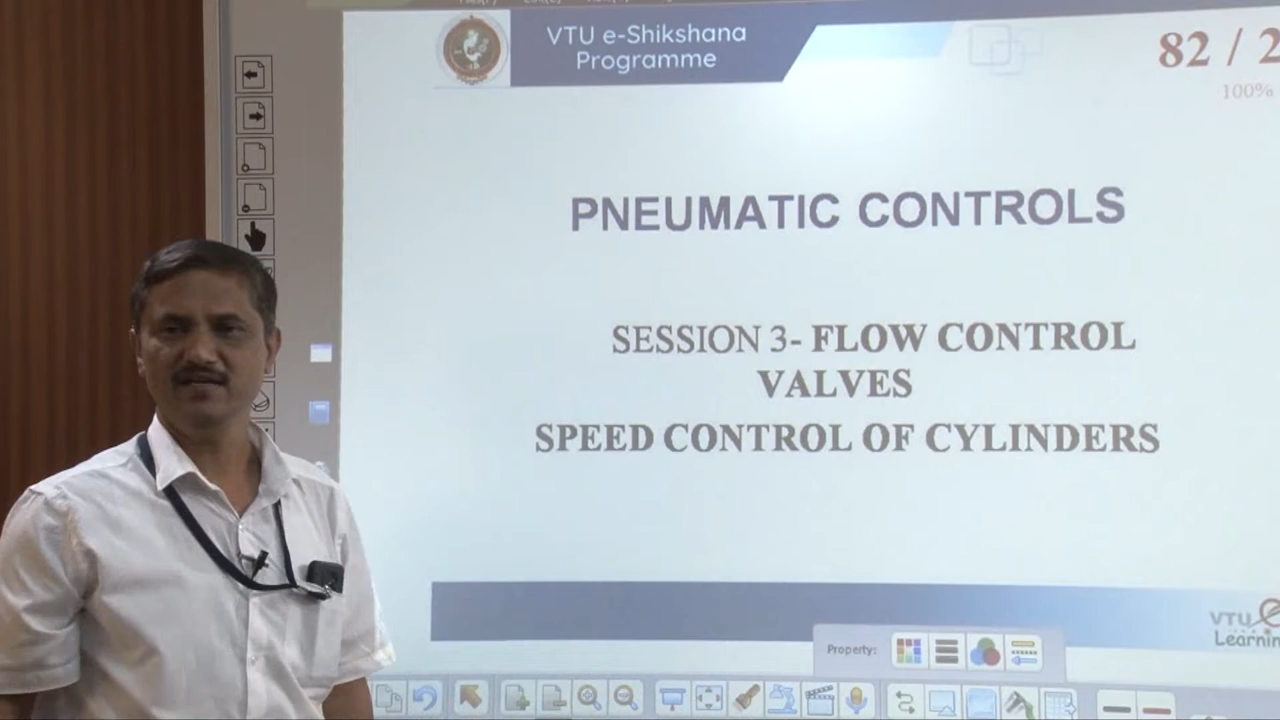 VTU e-Shikshana
Programme
82 / 2
100%
PNEUMATIC CONTROLS
SESSION 3- FLOW CONTROL
VALVES
SPEED CONTROL OF CYLINDERS
VTU
Learnin
Property: